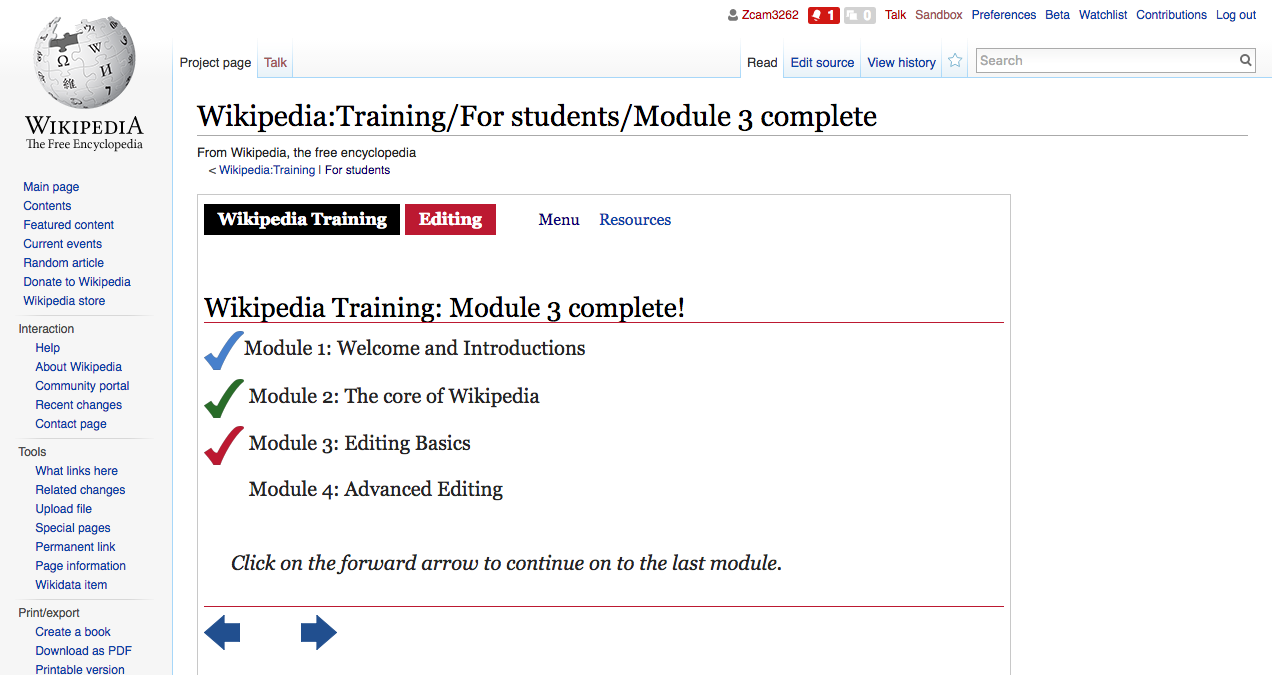 Zcam3262 1 0 Talk Sandbox Preferences Beta Watchlist Contributions Log out
Project page Talk Read Edit source View history Search
WIKIPEDIA
The Free Encyclopedia
Wikipedia:Training/For students/Module 3 complete
From Wikipedia, the free encyclopedia
< Wikipedia:Training | For students
Main page
Contents
Featured content
Current events
Random article
Donate to Wikipedia
Wikipedia store
Interaction
Help
About Wikipedia
Community portal
Recent changes
Contact page
Tools
What links here
Related changes
Upload file
Special pages
Permanent link
Page information
Wikidata item
Print/export
Create a book
Download as PDF
Printable version
Wikipedia Training Editing Menu Resources
Wikipedia Training: Module 3 complete!
Module 1: Welcome and Introductions
Module 2: The core of Wikipedia
Module 3: Editing Basics
Module 4: Advanced Editing
Click on the forward arrow to continue on to the last module.